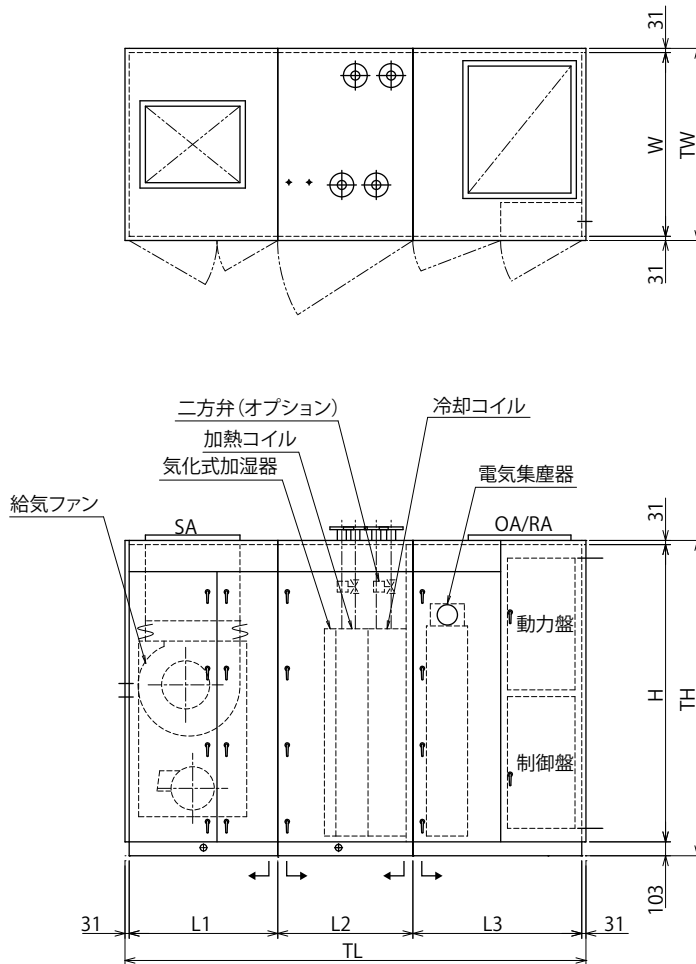 31
W
TW
31
二方弁（オプション）
冷却コイル
加熱コイル
気化式加湿器
電気集塵器
給気ファン
SA
OA/RA
31
動力盤
H
TH
制御盤
103
31
L1
L2
L3
31
TL